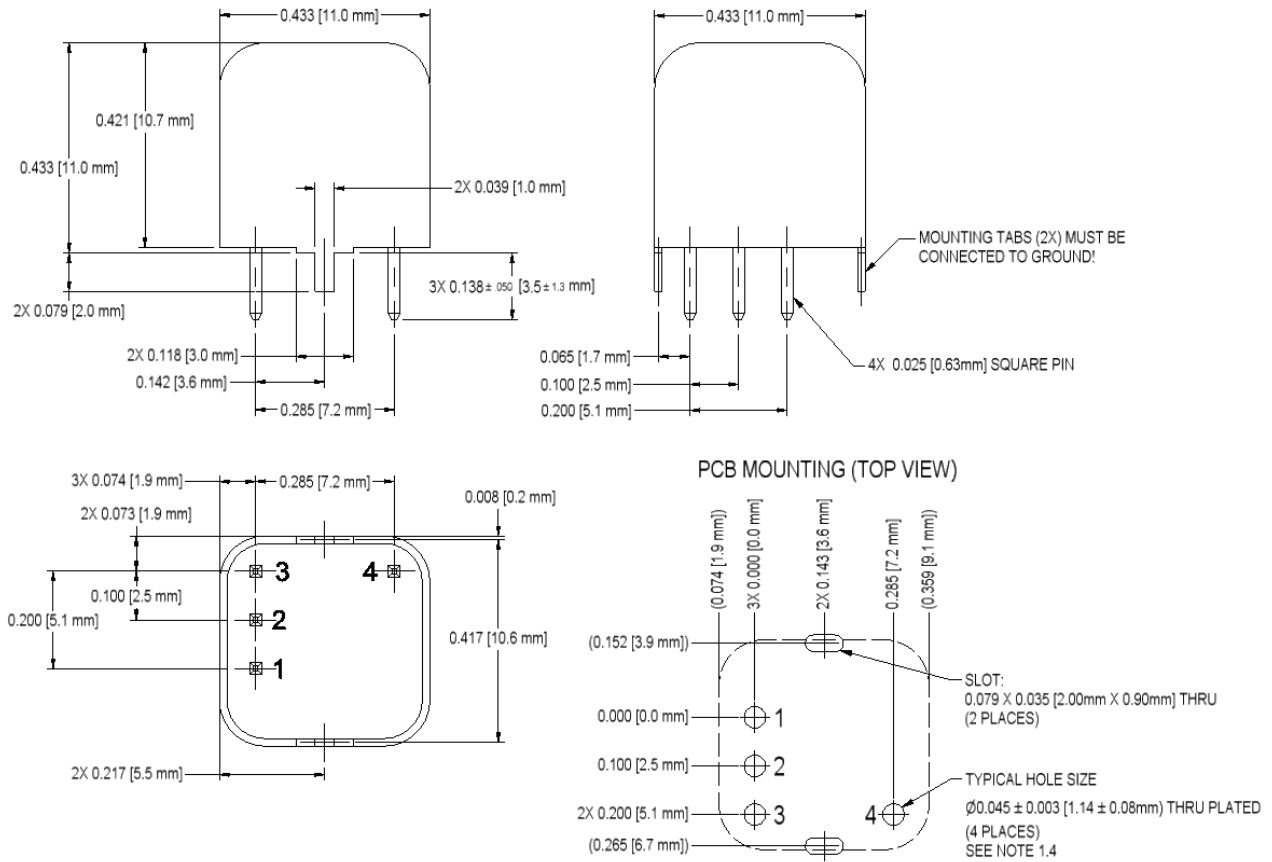 0.433 [11.0 mm]
0.421 [10.7 mm]
0.433 [11.0 mm]
2X 0.039 [1.0 mm]
2X 0.079 [2.0 mm]
3X 0.138± .050 [3.5± 1.3 mm]
2X 0.118 [3.0 mm]
0.142 [3.6 mm]
0.285 [7.2 mm]
0.433 [11.0 mm]
MOUNTING TABS (2X) MUST BE
CONNECTED TO GROUND!
0.065 [1.7 mm]
0.100 [2.5 mm]
0.200 [5.1 mm]
4X 0.025 [0.63mm] SQUARE PIN
3X 0.074 [1.9 mm]
0.285 [7.2 mm]
0.008 [0.2 mm]
2X 0.073 [1.9 mm]
3
4
0.100 [2.5 mm]
0.200 [5.1 mm]
2
0.417 [10.6 mm]
1
2X 0.217 [5.5 mm]
PCB MOUNTING (TOP VIEW)
(0.074 [1.9 mm])
3X 0.000 [0.0 mm]
2X 0.143 [3.6 mm]
0.285 [7.2 mm]
(0.359 [9.1 mm])
(0.152 [3.9 mm])
SLOT:
0.079 X 0.035 [2.00mm X 0.90mm] THRU
(2 PLACES)
0.000 [0.0 mm]
1
0.100 [2.5 mm]
2
2X 0.200 [5.1 mm]
3
4
(0.265 [6.7 mm])
TYPICAL HOLE SIZE
Ø0.045 ± 0.003 [1.14 ± 0.08mm) THRU PLATED
(4 PLACES)
SEE NOTE 1.4